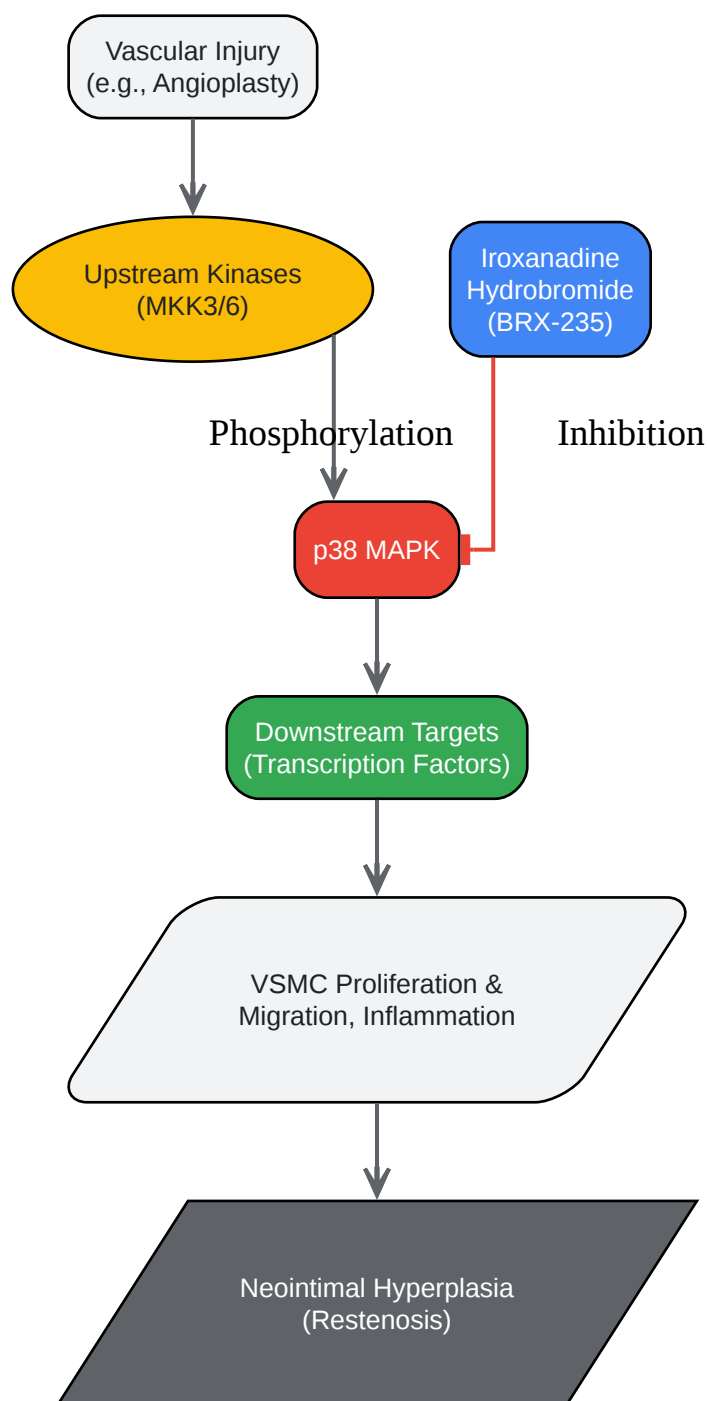 Vascular Injury
(e.g., Angioplasty)
Upstream Kinases
(MKK3/6)
Iroxanadine
Hydrobromide
(BRX-235)
Phosphorylation
Inhibition
p38 MAPK
Downstream Targets
(Transcription Factors)
VSMC Proliferation &
Migration, Inflammation
Neointimal Hyperplasia
(Restenosis)